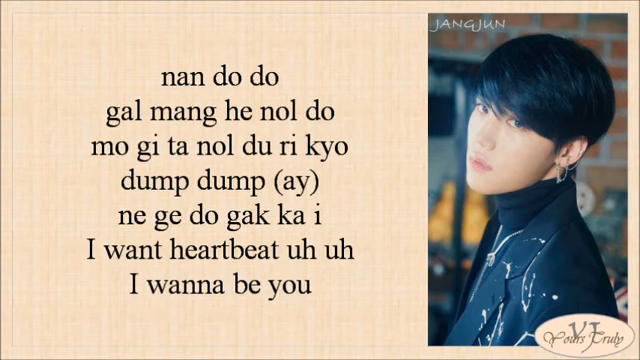 JANGJUN
nan do do
gal mang he nol do
mo gi ta nol du ri kyo
dump dump (ay)
ne ge do gak ka i
I want heartbeat uh uh
I wanna be you
YJ
Yours Truly